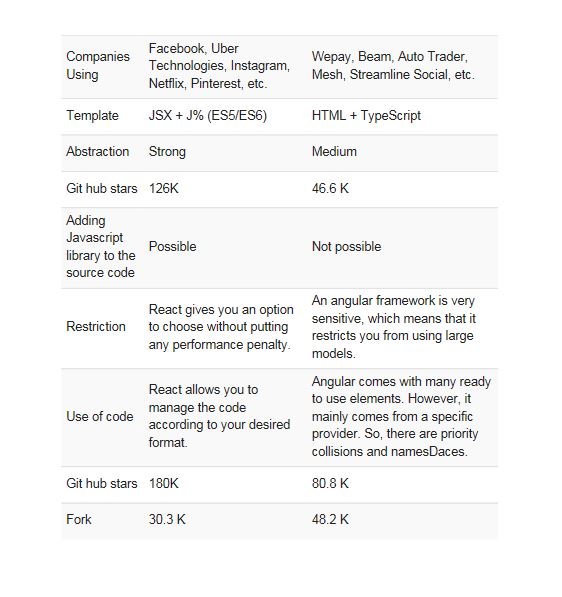 Companies Using
Facebook, Uber
Technologies, Instagram,
Netflix, Pinterest, etc.
Wepay, Beam, Auto Trader,
Mesh, Streamline Social, etc.
Template
JSX + J% (ES5/ES6)
HTML + TypeScript
Abstraction
Strong
Medium
Git hub stars
126K
46.6 K
Adding
Javascript
library to the
source code
Possible
Not possible
Restriction
React gives you an option
to choose without putting
any performance penalty.
An angular framework is very
sensitive, which means that it
restricts you from using large
models.
Use of code
React allows you to
manage the code
according to your desired
format.
Angular comes with many ready
to use elements. However, it
mainly comes from a specific
provider. So, there are priority
collisions and namesDaces.
Git hub stars
180K
80.8 K
Fork
30.3 K
48.2 K